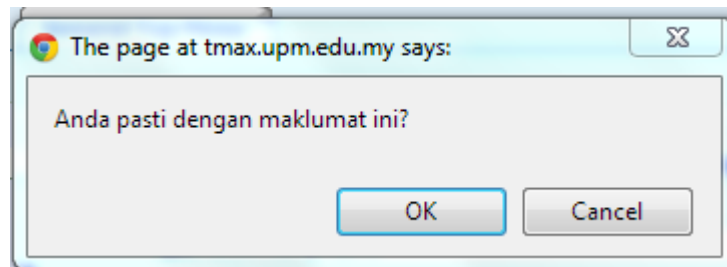 The page at tmax.upm.edu.my says:
Anda pasti dengan maklumat ini?
OK
Cancel